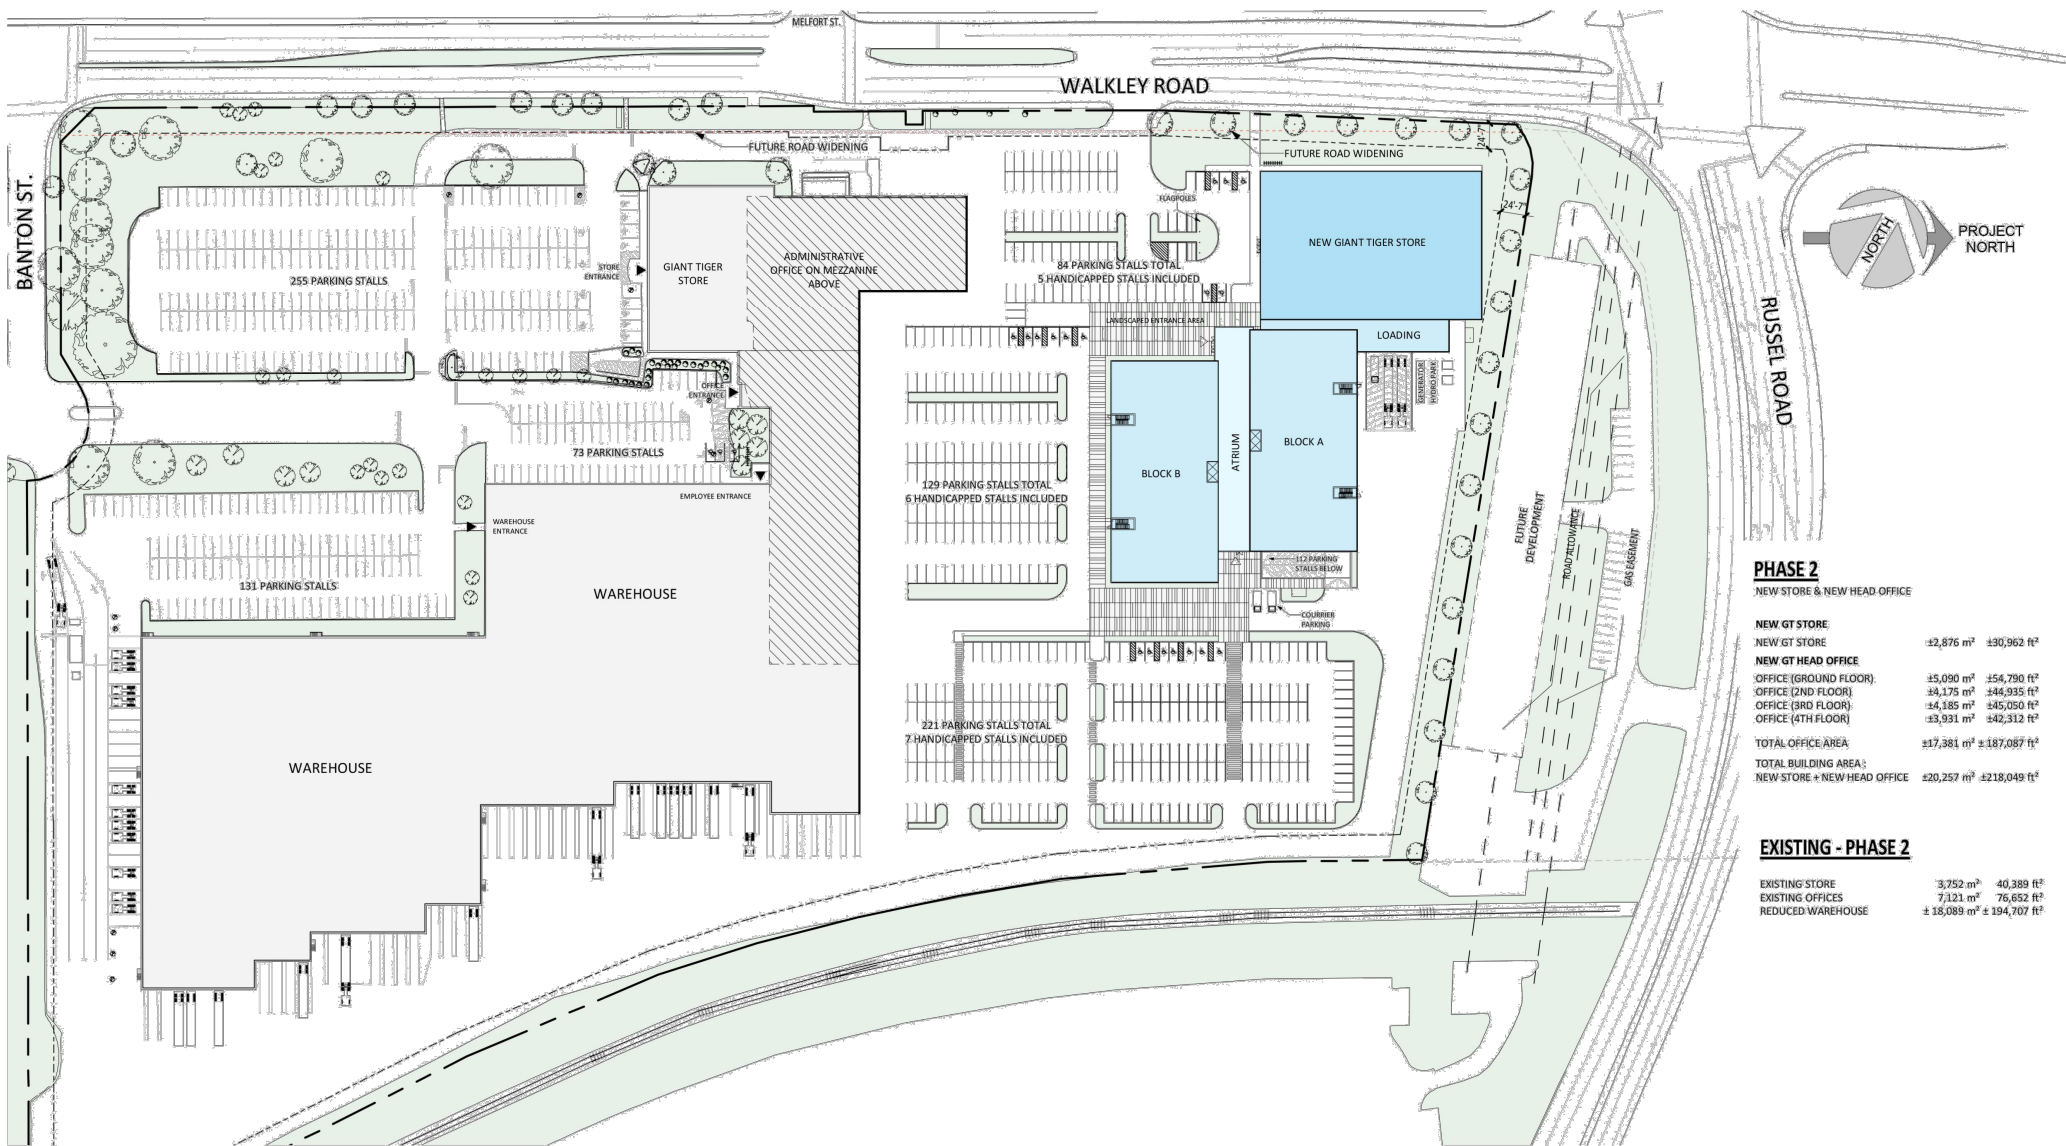 MELFORT ST.
WALKLEY ROAD
BANTON ST.
FUTURE ROAD WIDENING
FUTURE ROAD WIDENING
24'-7"
24'-7"
FLAGPOLES
PROJECT
NORTH
NORTH
RUSSEL ROAD
255 PARKING STALLS
STORE
ENTRANCE
GIANT TIGER
STORE
ADMINISTRATIVE
OFFICE ON MEZZANINE
ABOVE
84 PARKING STALLS TOTAL
5 HANDICAPPED STALLS INCLUDED
NEW GIANT TIGER STORE
LANDSCAPED ENTRANCE AREA
LOADING
GENERATOR
HYDRO PARK
OFFICE
ENTRANCE
73 PARKING STALLS
EMPLOYEE ENTRANCE
WAREHOUSE
ENTRANCE
129 PARKING STALLS TOTAL
6 HANDICAPPED STALLS INCLUDED
BLOCK B
ATRIUM
BLOCK A
112 PARKING
STALLS BELOW
COURRIER
PARKING
FUTURE
DEVELOPMENT
ROAD ALLOWANCE
GAS EASEMENT
131 PARKING STALLS
WAREHOUSE
WAREHOUSE
221 PARKING STALLS TOTAL
7 HANDICAPPED STALLS INCLUDED
PHASE 2
NEW STORE & NEW HEAD OFFICE
NEW GT STORE
NEW GT STORE ±2,876 m² ±30,962 ft²
NEW GT HEAD OFFICE
OFFICE (GROUND FLOOR) ±5,090 m² ±54,790 ft²
OFFICE (2ND FLOOR) ±4,175 m² ±44,935 ft²
OFFICE (3RD FLOOR) ±4,185 m² ±45,050 ft²
OFFICE (4TH FLOOR) ±3,931 m² ±42,312 ft²
TOTAL OFFICE AREA ±17,381 m² ± 187,087 ft²
TOTAL BUILDING AREA :
NEW STORE + NEW HEAD OFFICE ±20,257 m² ±218,049 ft²
EXISTING - PHASE 2
EXISTING STORE 3,752 m² 40,389 ft²
EXISTING OFFICES 7,121 m² 76,652 ft²
REDUCED WAREHOUSE ± 18,089 m² ± 194,707 ft²